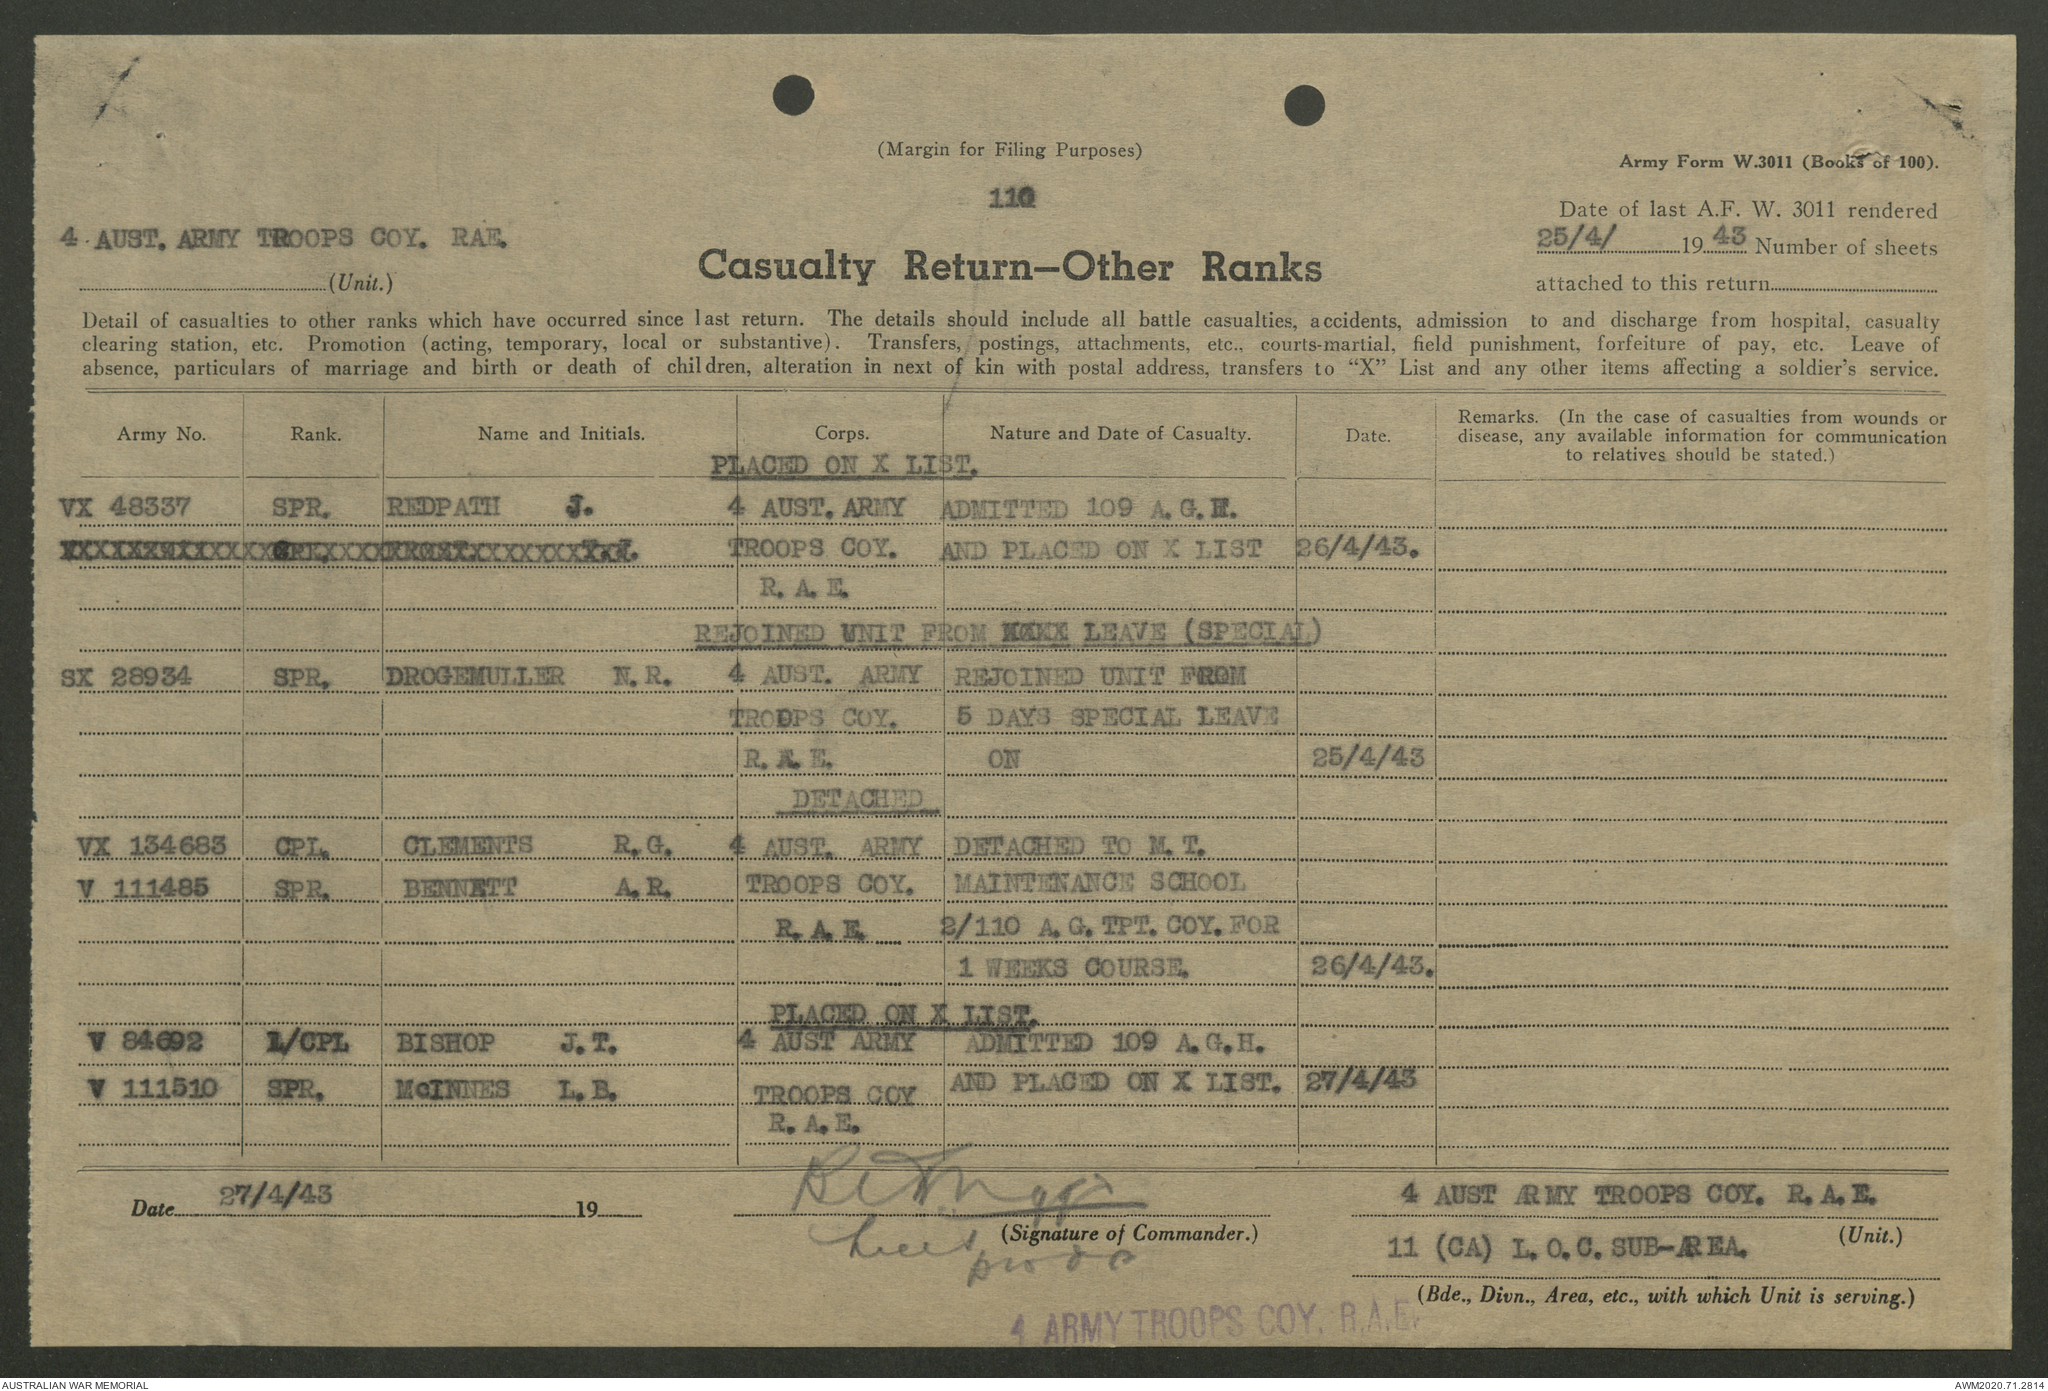 (Margin for Filing Purposes)
Army Form W.3011 (Books of 100).
110
Date of last A.F. W. 3011 rendered
4 AUST. ARMY TROOPS COY. RAE.
25/4/ 19 43 Number of sheets
(Unit.)
Casualty Return—Other Ranks
attached to this return
Detail of casualties to other ranks which have occurred since last return. The details should include all battle casualties, accidents, admission to and discharge from hospital, casualty
clearing station, etc. Promotion (acting, temporary, local or substantive). Transfers, postings, attachments, etc., courts-martial, field punishment, forfeiture of pay, etc. Leave of
absence, particulars of marriage and birth or death of children, alteration in next of kin with postal address, transfers to “X” List and any other items affecting a soldier's service.
Army No. Rank. Name and Initials. Corps. Nature and Date of Casualty. Date. Remarks. (In the case of casualties from wounds or
disease, any available information for communication
to relatives should be stated.)
PLACED ON X LIST.
VX 48337 SPR. REDPATH J. 4 AUST. ARMY ADMITTED 109 A.G.H.
TROOPS COY. AND PLACED ON X LIST 26/4/43.
R.A.E.
REJOINED UNIT FROM LEAVE (SPECIAL)
SX 28934 SPR. DROGEMULLER N.R. 4 AUST. ARMY REJOINED UNIT FROM
TROOPS COY. 5 DAYS SPECIAL LEAVE
R.A.E. ON 25/4/43
DETACHED
VX 134683 CPL. CLEMENTS R.G. 4 AUST. ARMY DETACHED TO M.T.
V 111485 SPR. BENNETT A.R. TROOPS COY. MAINTENANCE SCHOOL
R.A.E. 2/110 A.G.TPT.COY.FOR
1 WEEKS COURSE. 26/4/43.
PLACED ON X LIST.
V 84692 L/CPL BISHOP J.T. 4 AUST ARMY ADMITTED 109 A.G.H.
V 111510 SPR. McINNES L.B. TROOPS COY AND PLACED ON X LIST. 27/4/43
R.A.E.
Date 27/4/43 19
4 AUST ARMY TROOPS COY. R.A.E.
(Signature of Commander.)
(Unit.)
11 (CA) L.O.C. SUB-AREA.
(Bde., Divn., Area, etc., with which Unit is serving.)
4 ARMY TROOPS COY. R.A.E.
AUSTRALIAN WAR MEMORIAL
AWM2020.71.2814